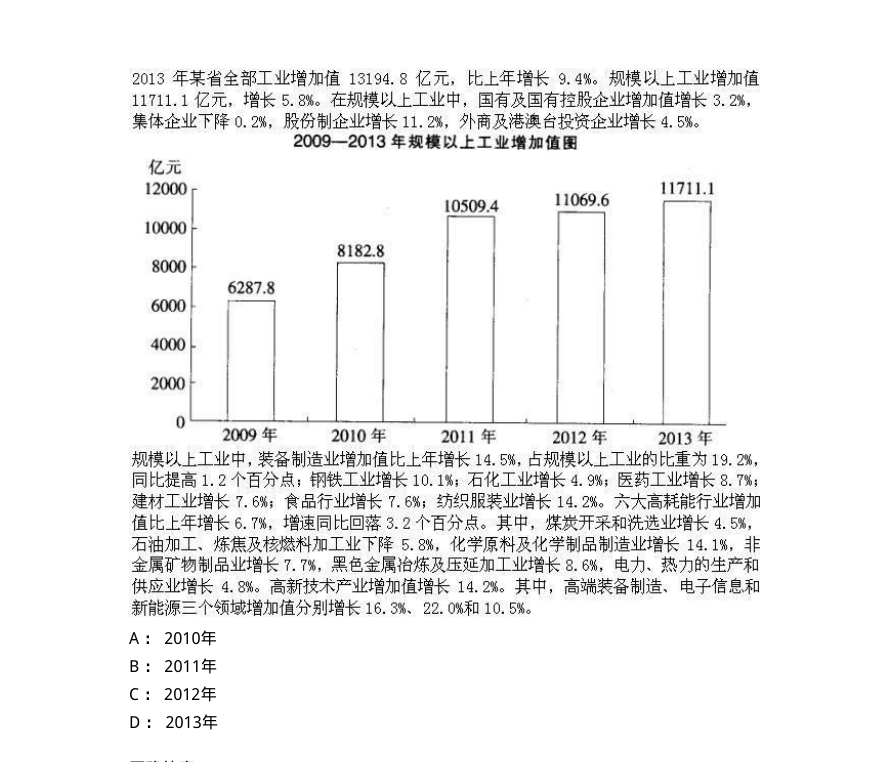 2013 年某省全部工业增加值 13194.8 亿元，比上年增长 9.4%。规模以上工业增加值
11711.1 亿元，增长 5.8%。在规模以上工业中，国有及国有控股企业增加值增长 3.2%，
集体企业下降 0.2%，股份制企业增长 11.2%，外商及港澳台投资企业增长 4.5%。
2009—2013 年规模以上工业增加值图
亿元
12000
10000
8000
6000
4000
2000
0
6287.8
8182.8
10509.4
11069.6
11711.1
2009 年
2010 年
2011 年
2012 年
2013 年
规模以上工业中，装备制造业增加值比上年增长 14.5%，占规模以上工业的比重为 19.2%，
同比提高 1.2 个百分点；钢铁工业增长 10.1%；石化工业增长 4.9%；医药工业增长 8.7%；
建材工业增长 7.6%；食品行业增长 7.6%；纺织服装业增长 14.2%。六大高耗能行业增加
值比上年增长 6.7%，增速同比回落 3.2 个百分点。其中，煤炭开采和洗选业增长 4.5%，
石油加工、炼焦及核燃料加工业下降 5.8%，化学原料及化学制品制造业增长 14.1%，非
金属矿物制品业增长 7.7%，黑色金属冶炼及压延加工业增长 8.6%，电力、热力的生产和
供应业增长 4.8%。高新技术产业增加值增长 14.2%。其中，高端装备制造、电子信息和
新能源三个领域增加值分别增长 16.3%、22.0%和 10.5%。
A： 2010年
B： 2011年
C： 2012年
D： 2013年